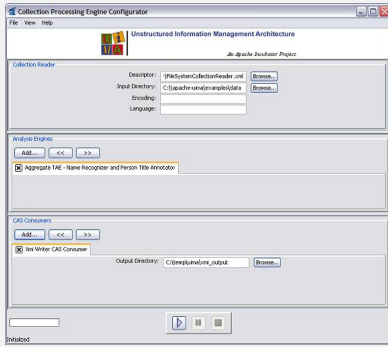 Collection Processing Engine Configurator
File View Help
Unstructured Information Management Architecture
An Apache Incubator Project.
Collection Reader
Descriptor: \FileSystemCollectionReader.xml Browse...
Input Directory: C:\apache-uima\examples\data Browse...
Encoding:
Language:
Analysis Engines
Add... << >>
Aggregate TAE - Name Recognizer and Person Title Annotator
CAS Consumers
Add... << >>
Xmi Writer CAS Consumer
Output Directory: C:\temp\uima\xmi_output Browse...
Initialized